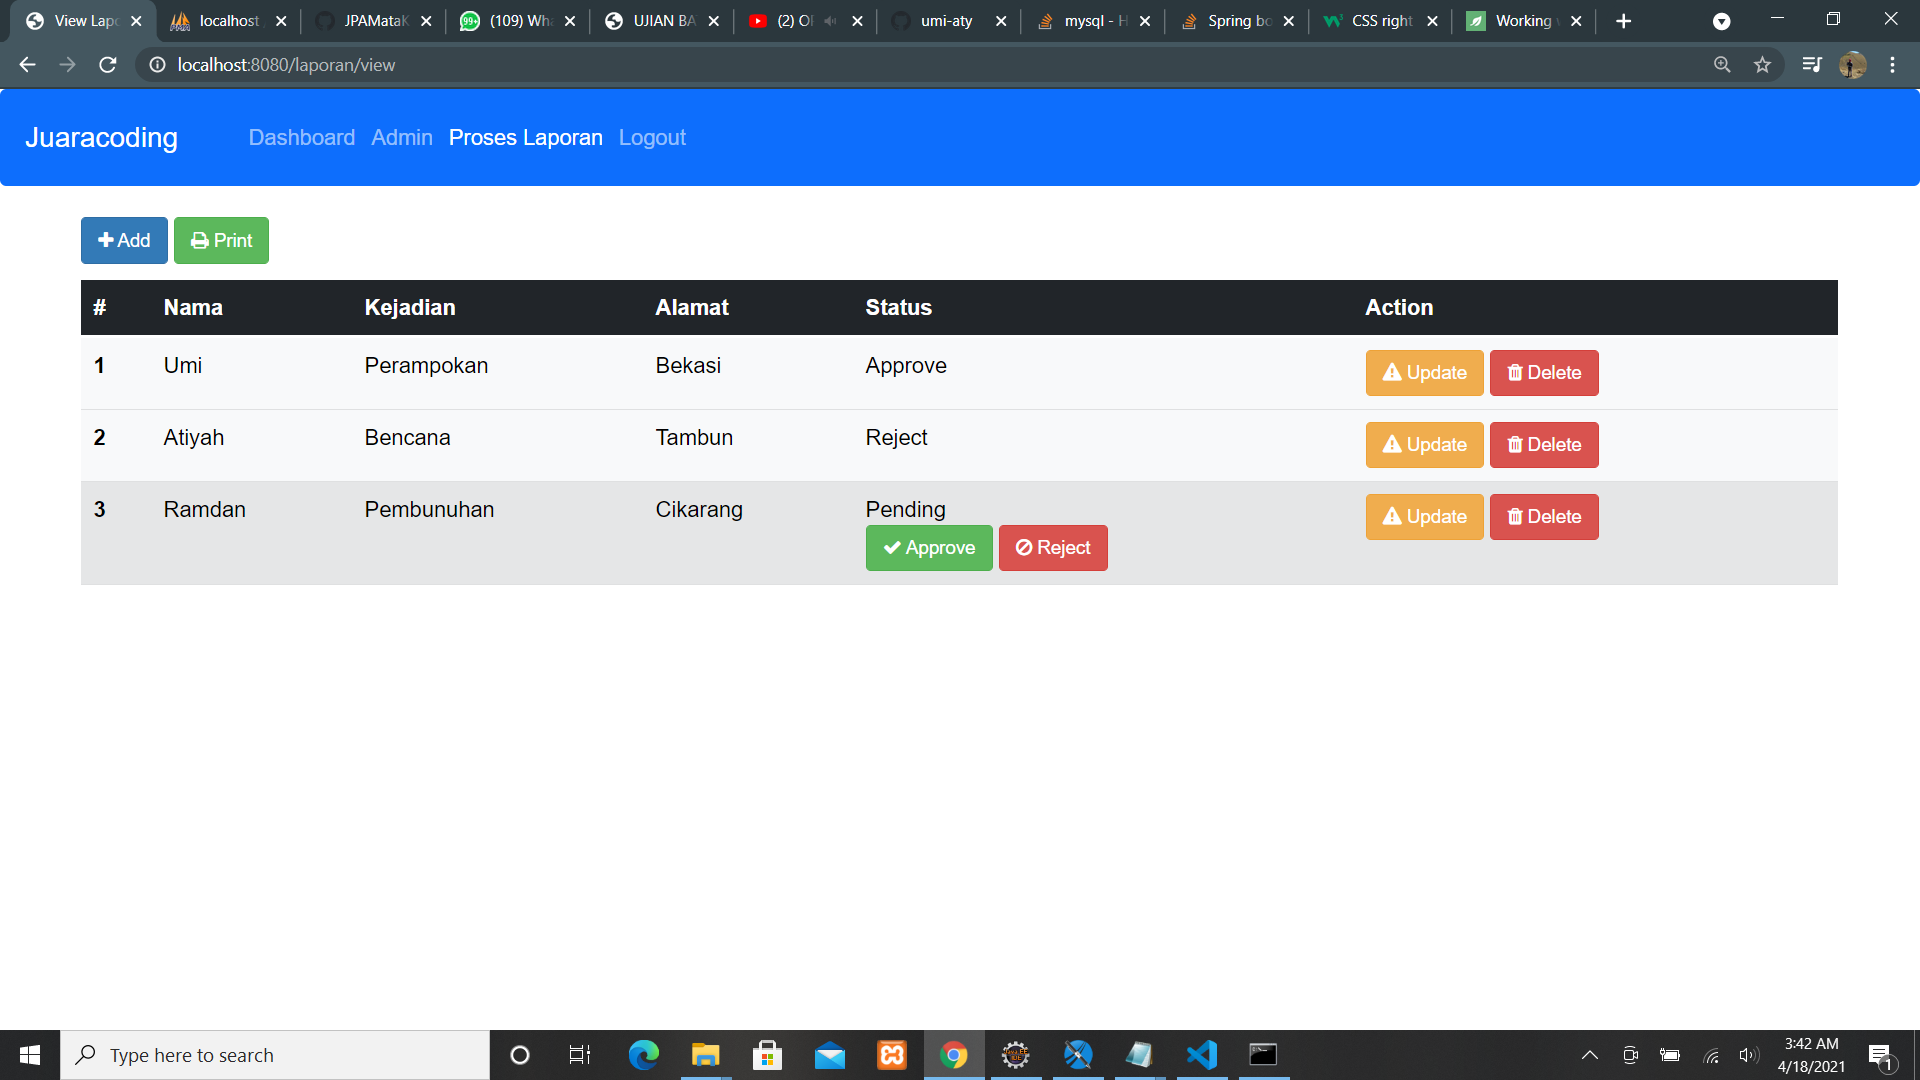 View Lapo
localhost
JPAMataK
(109) Wha
UJIAN BA
(2)
umi-aty
mysql - H
Spring bo
CSS right
Working
localhost:8080/laporan/view
Juaracoding Dashboard Admin Proses Laporan Logout
Add Print
# Nama Kejadian Alamat Status Action
1 Umi Perampokan Bekasi Approve Update Delete
2 Atiyah Bencana Tambun Reject Update Delete
3 Ramdan Pembunuhan Cikarang Pending Update Delete
Approve Reject
Type here to search
3:42 AM
4/18/2021
1